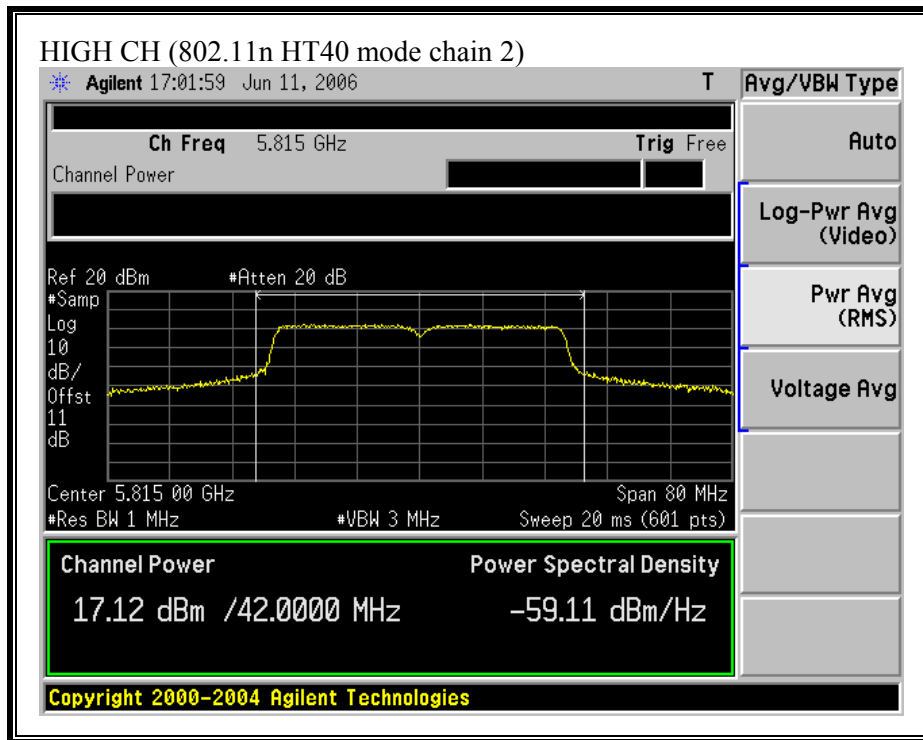 HIGH CH (802.11n HT40 mode chain 2)
Agilent 17:01:59 Jun 11, 2006 T
Avg/VBW Type
Ch Freq 5.815 GHz Trig Free
Channel Power
Auto
Log-Pwr Avg
(Video)
Pwr Avg
(RMS)
Voltage Avg
Ref 20 dBm #Atten 20 dB
#Samp
Log
10
dB/
Offst
11
dB
Center 5.815 00 GHz Span 80 MHz
#Res BW 1 MHz #VBW 3 MHz Sweep 20 ms (601 pts)
Channel Power Power Spectral Density
17.12 dBm /42.0000 MHz -59.11 dBm/Hz
Copyright 2000-2004 Agilent Technologies